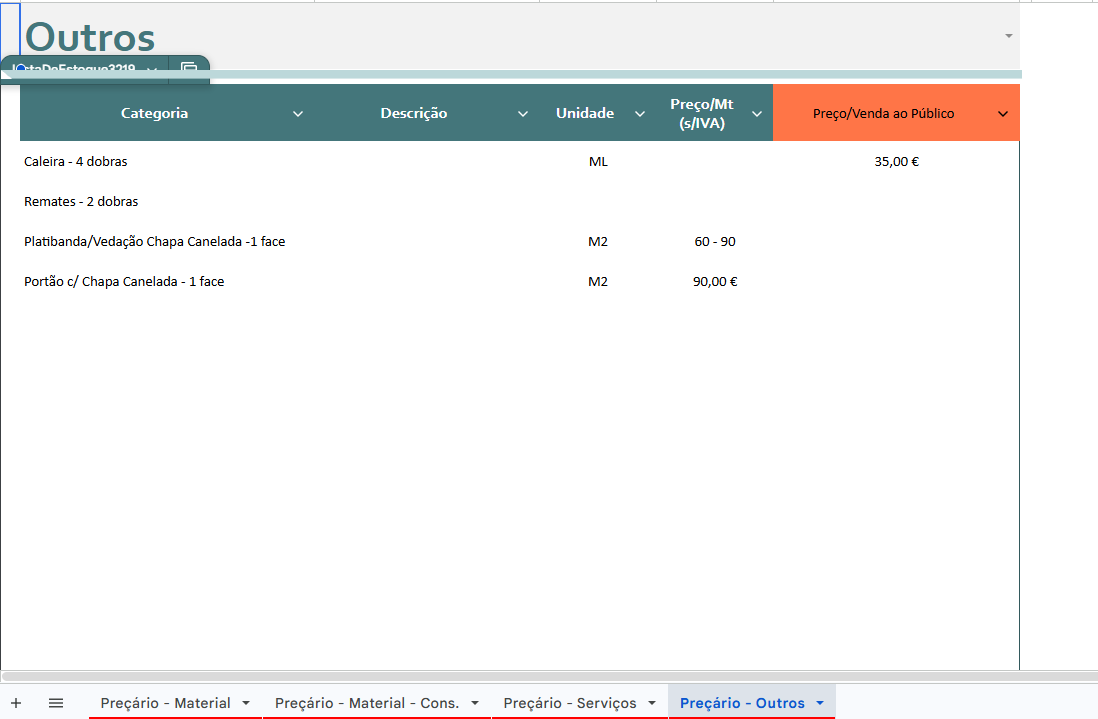 Outros
ListaDeEstoque3219
Categoria Descrição Unidade Preço/Mt (s/IVA) Preço/Venda ao Público
Caleira - 4 dobras ML 35,00 €
Remates - 2 dobras
Platibanda/Vedação Chapa Canelada -1 face M2 60 - 90
Portão c/ Chapa Canelada - 1 face M2 90,00 €
Preçário - Material Preçário - Material - Cons. Preçário - Serviços Preçário - Outros